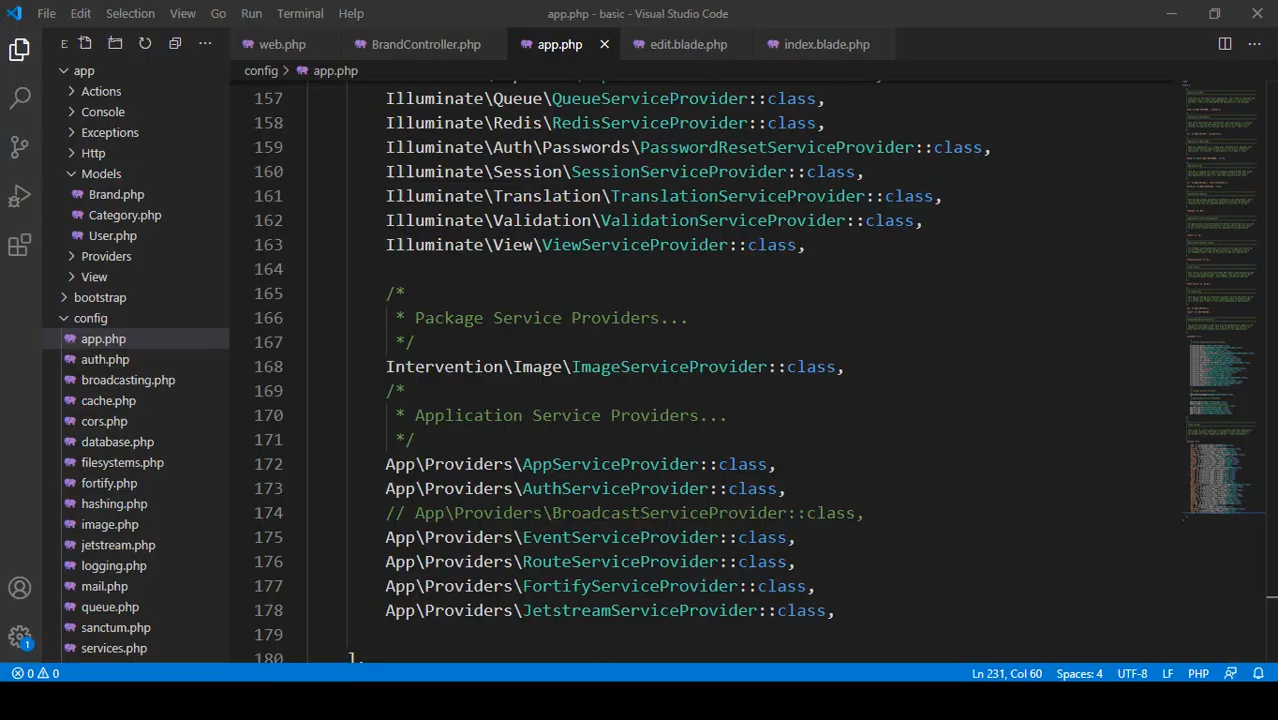 File Edit Selection View Go Run Terminal Help app.php - basic - Visual Studio Code
E web.php BrandController.php app.php edit.blade.php index.blade.php
config > app.php
app
Actions
Console
Exceptions
Http
Models
Brand.php
Category.php
User.php
Providers
View
bootstrap
config
app.php
auth.php
broadcasting.php
cache.php
cors.php
database.php
filesystems.php
fortify.php
hashing.php
image.php
jetstream.php
logging.php
mail.php
queue.php
sanctum.php
services.php
157 Illuminate\Queue\QueueServiceProvider::class,
158 Illuminate\Redis\RedisServiceProvider::class,
159 Illuminate\Auth\Passwords\PasswordResetServiceProvider::class,
160 Illuminate\Session\SessionServiceProvider::class,
161 Illuminate\Translation\TranslationServiceProvider::class,
162 Illuminate\Validation\ValidationServiceProvider::class,
163 Illuminate\View\ViewServiceProvider::class,
164
165 /*
166 * Package Service Providers...
167 */
168 Intervention\Image\ImageServiceProvider::class,
169 /*
170 * Application Service Providers...
171 */
172 App\Providers\AppServiceProvider::class,
173 App\Providers\AuthServiceProvider::class,
174 // App\Providers\BroadcastServiceProvider::class,
175 App\Providers\EventServiceProvider::class,
176 App\Providers\RouteServiceProvider::class,
177 App\Providers\FortifyServiceProvider::class,
178 App\Providers\JetstreamServiceProvider::class,
179
180 ],
1
0 0 Ln 231, Col 60 Spaces: 4 UTF-8 LF PHP